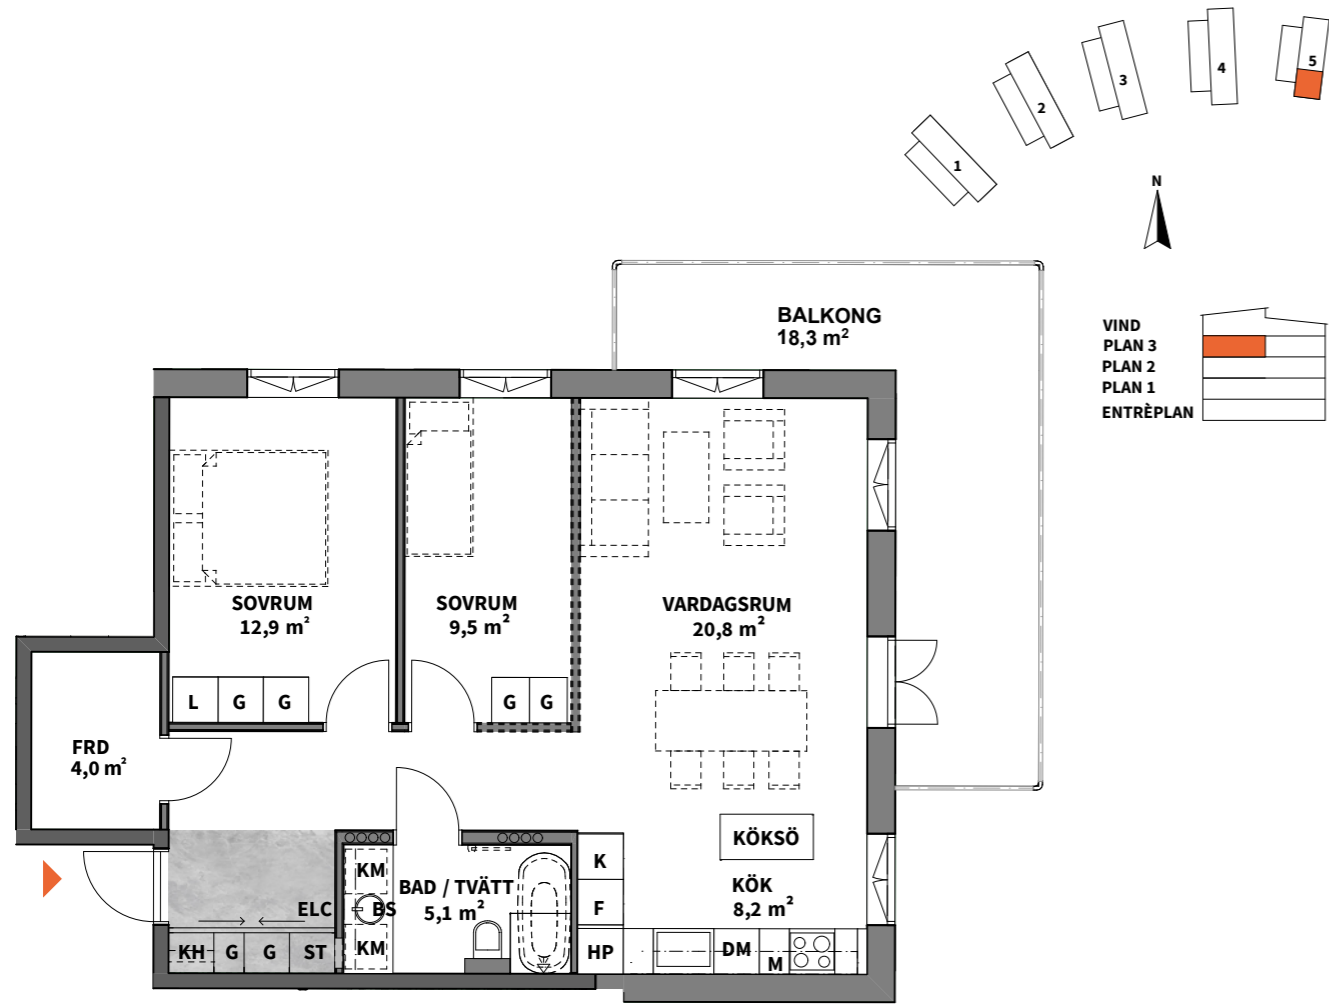 1
2
3
4
5
N
VIND
PLAN 3
PLAN 2
PLAN 1
ENTRÈPLAN
BALKONG
18,3 m²
SOVRUM
12,9 m²
SOVRUM
9,5 m²
VARDAGSRUM
20,8 m²
L G G
G G
FRD
4,0 m²
KÖKSÖ
KÖK
8,2 m²
BAD / TVÄTT
5,1 m²
KM
BS
KM
ELC
KH G G ST
K
F
HP
DM
M